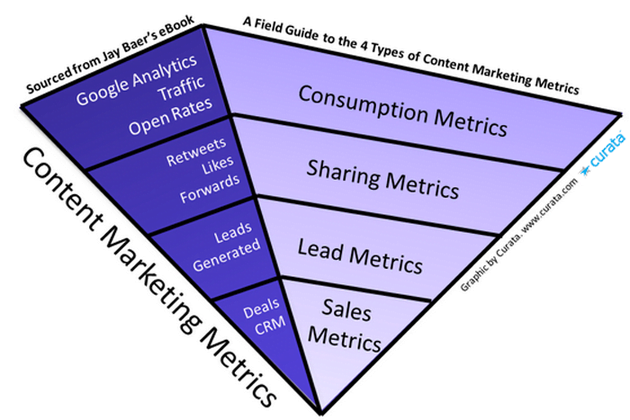 Sourced from Jay Baer's eBook
A Field Guide to the 4 Types of Content Marketing Metrics
Google Analytics
Traffic
Open Rates
Consumption Metrics
Retweets
Likes
Forwards
Sharing Metrics
Leads
Generated
Lead Metrics
Deals
CRM
Sales
Metrics
Content Marketing Metrics
Graphic by Curata. www.curata.com
curata